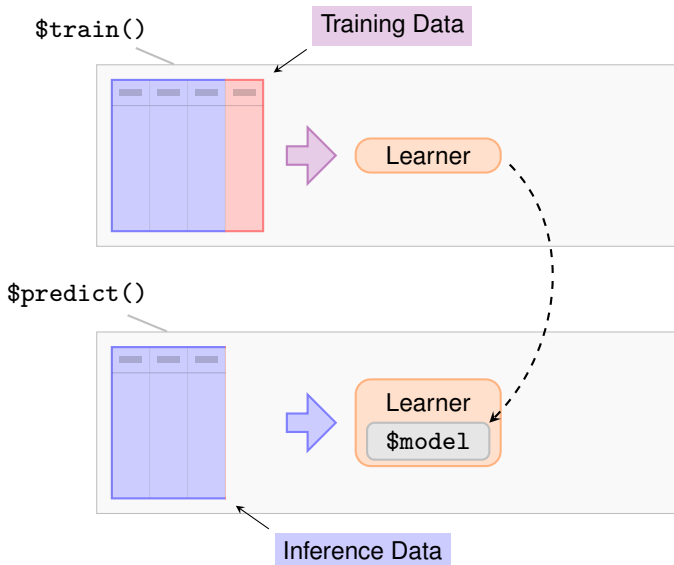 $train()
Training Data
Learner
$predict()
Learner
$model
Inference Data